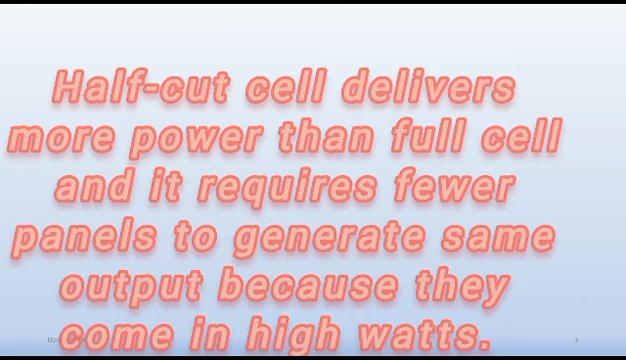 Half-cut cell delivers
more power than full cell
and it requires fewer
panels to generate same
output because they
come in high watts.
3